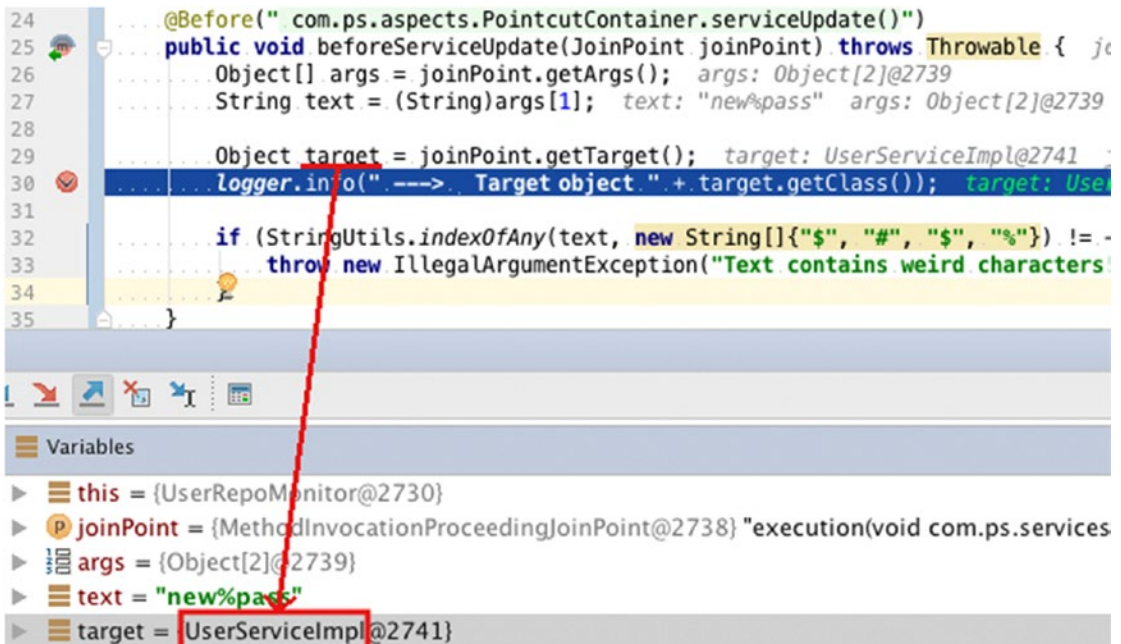 24 @Before(" com.ps.aspects.PointcutContainer.serviceUpdate()")
25 public void beforeServiceUpdate(JoinPoint joinPoint) throws Throwable {
26 Object[] args = joinPoint.getArgs(); args: Object[2]@2739
27 String text = (String)args[1]; text: "new%pass" args: Object[2]@2739
28
29 Object target = joinPoint.getTarget(); target: UserServiceImpl@2741
30 logger.info(" ---> Target object " + target.getClass()); target: Use
31
32 if (StringUtils.indexOfAny(text, new String[]{"$", "#", "$", "%"}) != -
33 throw new IllegalArgumentException("Text contains weird characters!
34 }
35 }
Variables
this = {UserRepoMonitor@2730}
joinPoint = {MethodInvocationProceedingJoinPoint@2738} "execution(void com.ps.services
args = {Object[2]@2739}
text = "new%pass"
target = {UserServiceImpl@2741}